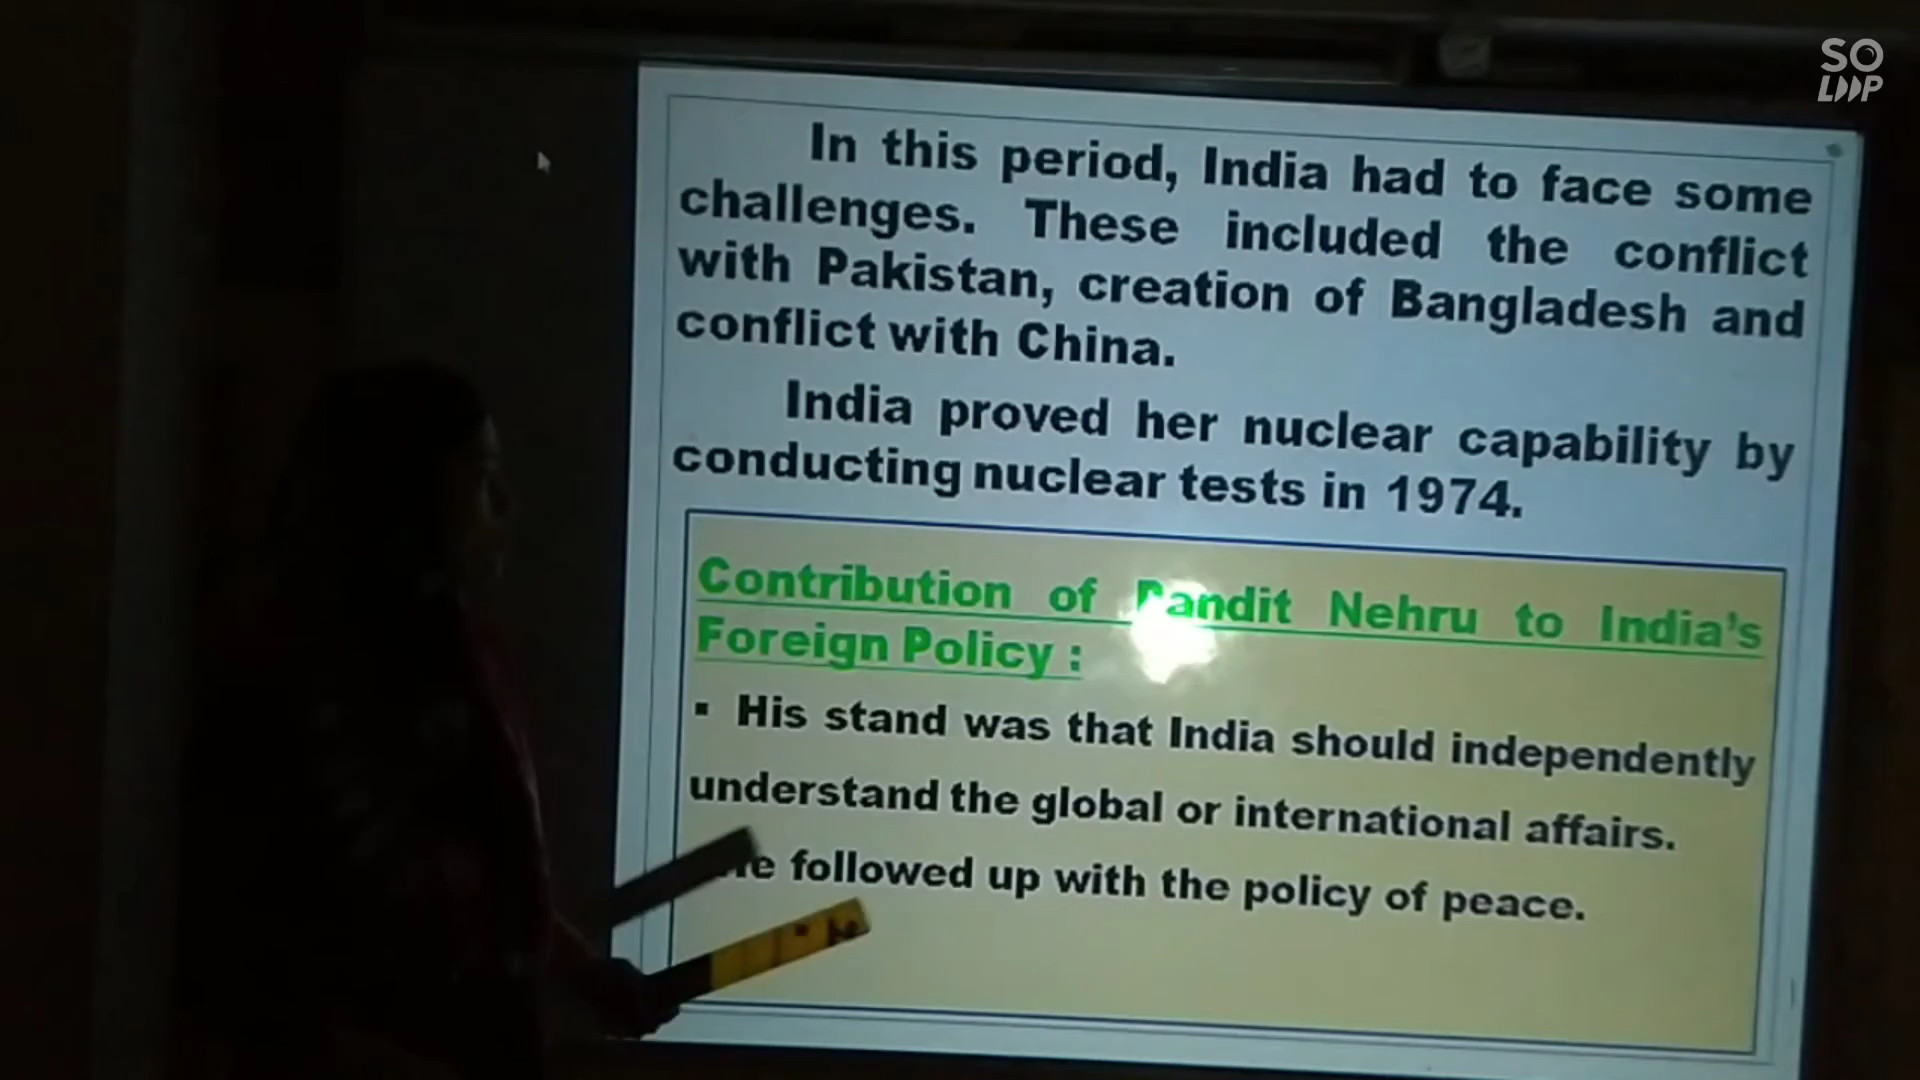 SO
LOOP
In this period, India had to face some
challenges. These included the conflict
with Pakistan, creation of Bangladesh and
conflict with China.
India proved her nuclear capability by
conducting nuclear tests in 1974.
Contribution of Pandit Nehru to India's
Foreign Policy :
▪ His stand was that India should independently
understand the global or international affairs.
followed up with the policy of peace.